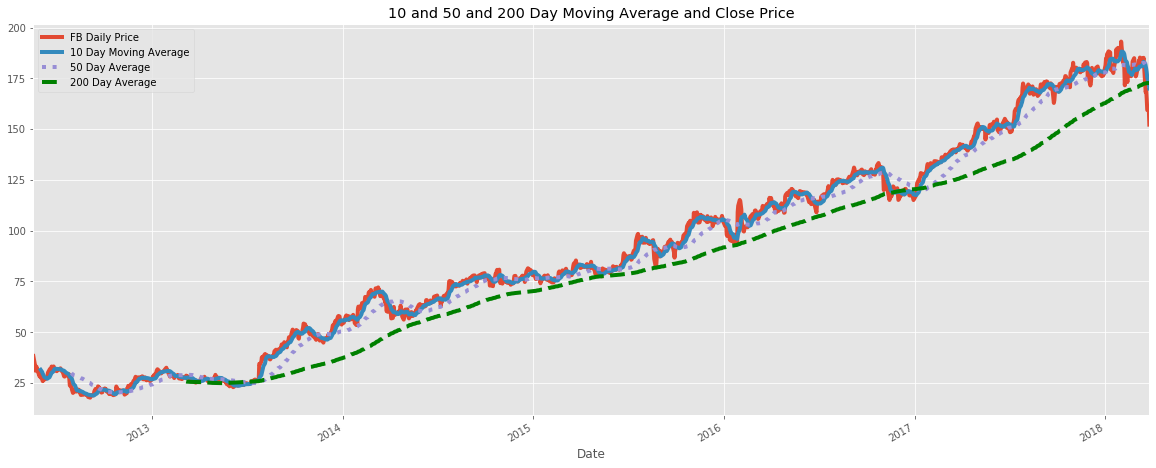 10 and 50 and 200 Day Moving Average and Close Price
FB Daily Price
10 Day Moving Average
50 Day Average
200 Day Average
200
175
150
125
100
75
50
25
2013
2014
2015
2016
2017
2018
Date